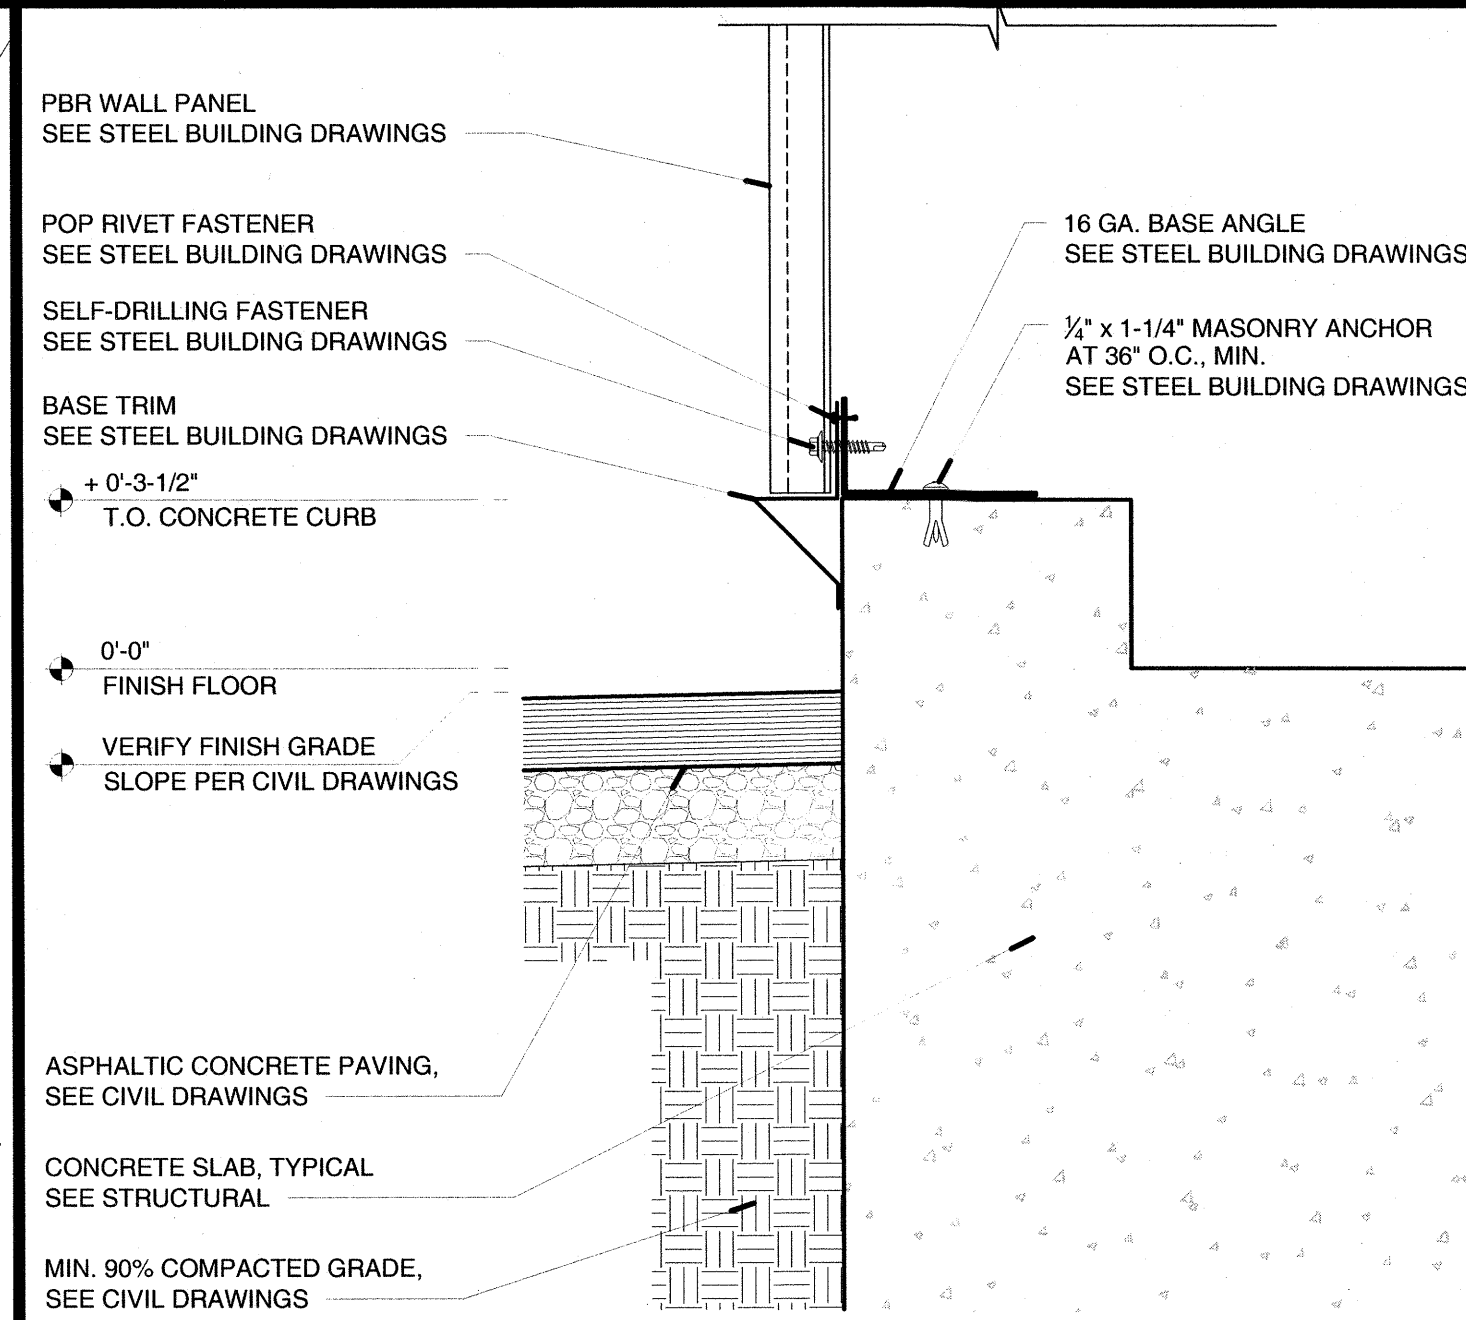 PBR WALL PANEL
SEE STEEL BUILDING DRAWINGS
POP RIVET FASTENER
SEE STEEL BUILDING DRAWINGS
SELF-DRILLING FASTENER
SEE STEEL BUILDING DRAWINGS
BASE TRIM
SEE STEEL BUILDING DRAWINGS
+ 0'-3-1/2"
T.O. CONCRETE CURB
0'-0"
FINISH FLOOR
VERIFY FINISH GRADE
SLOPE PER CIVIL DRAWINGS
ASPHALTIC CONCRETE PAVING,
SEE CIVIL DRAWINGS
CONCRETE SLAB, TYPICAL
SEE STRUCTURAL
MIN. 90% COMPACTED GRADE,
SEE CIVIL DRAWINGS
16 GA. BASE ANGLE
SEE STEEL BUILDING DRAWINGS
¼" x 1-1/4" MASONRY ANCHOR
AT 36" O.C., MIN.
SEE STEEL BUILDING DRAWINGS